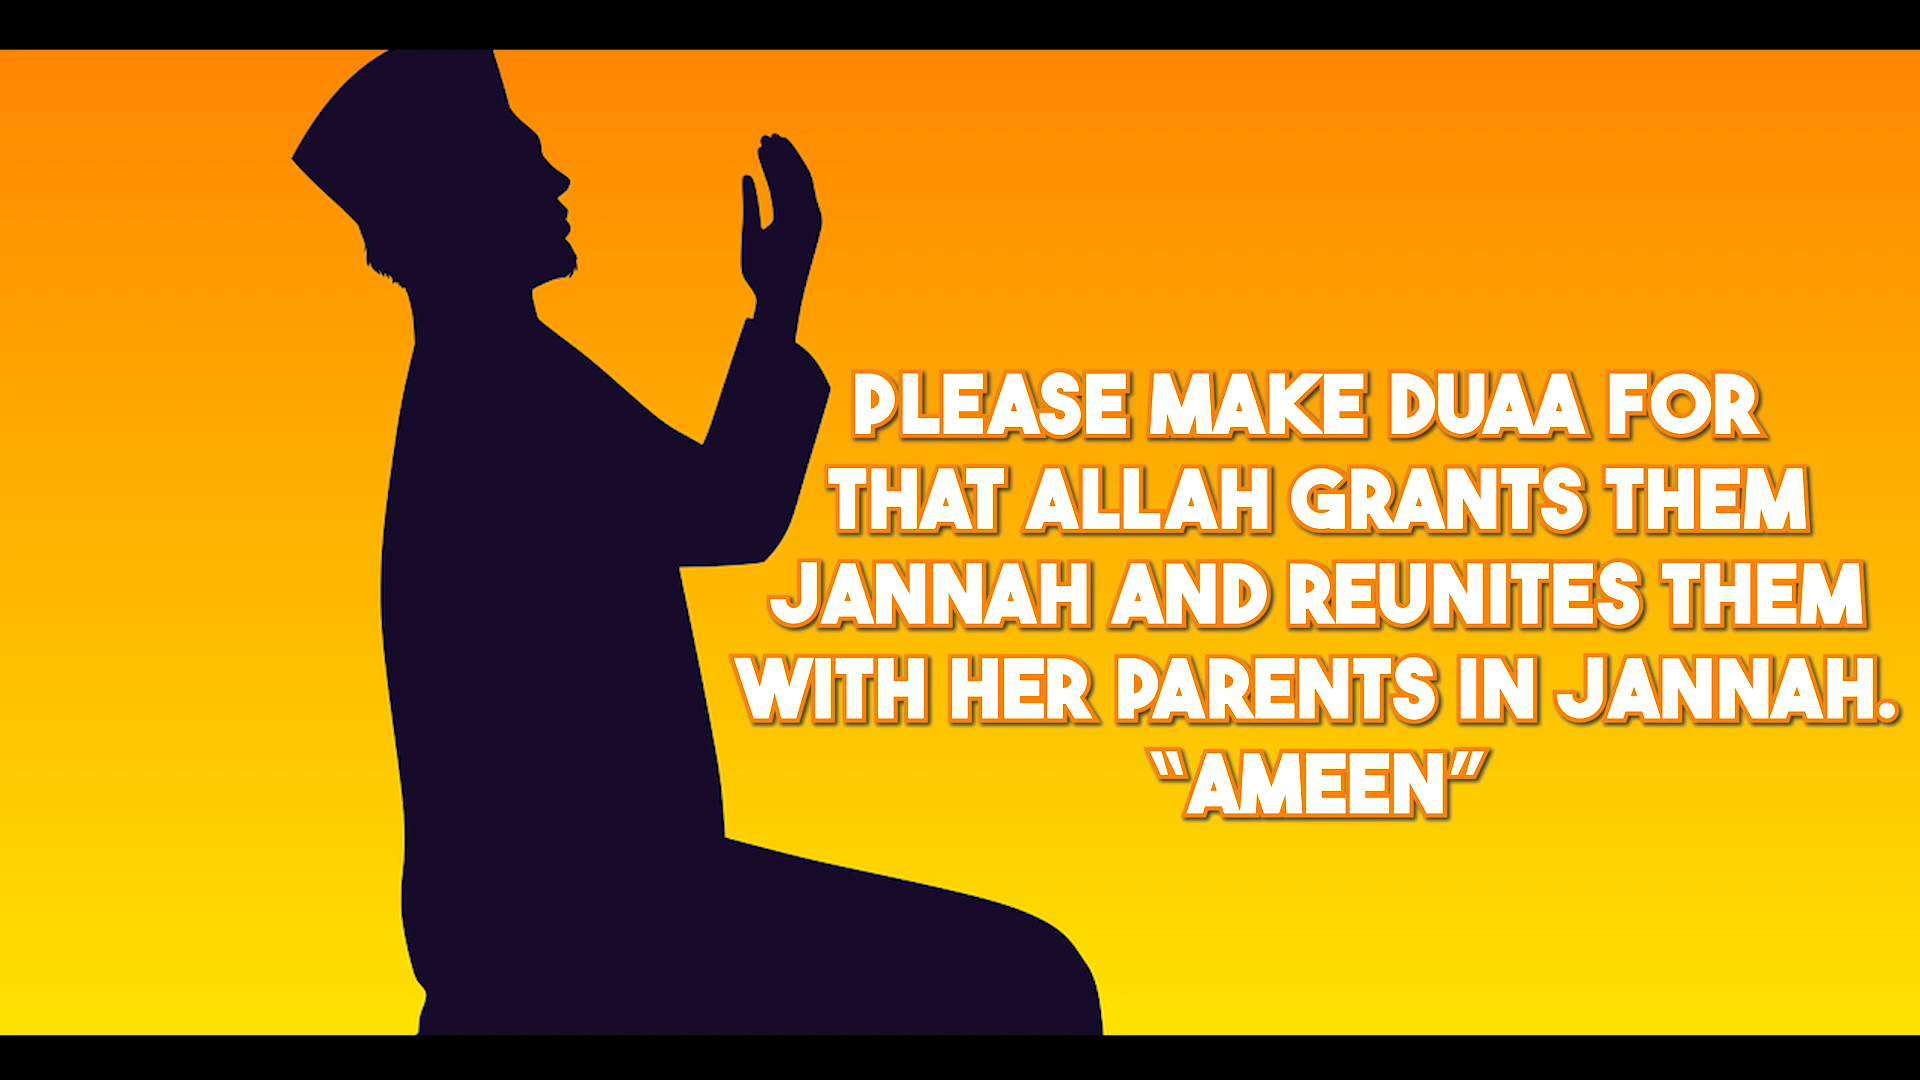 PLEASE MAKE DUAA FOR
THAT ALLAH GRANTS THEM
JANNAH AND REUNITES THEM
WITH HER PARENTS IN JANNAH.
“AMEEN”